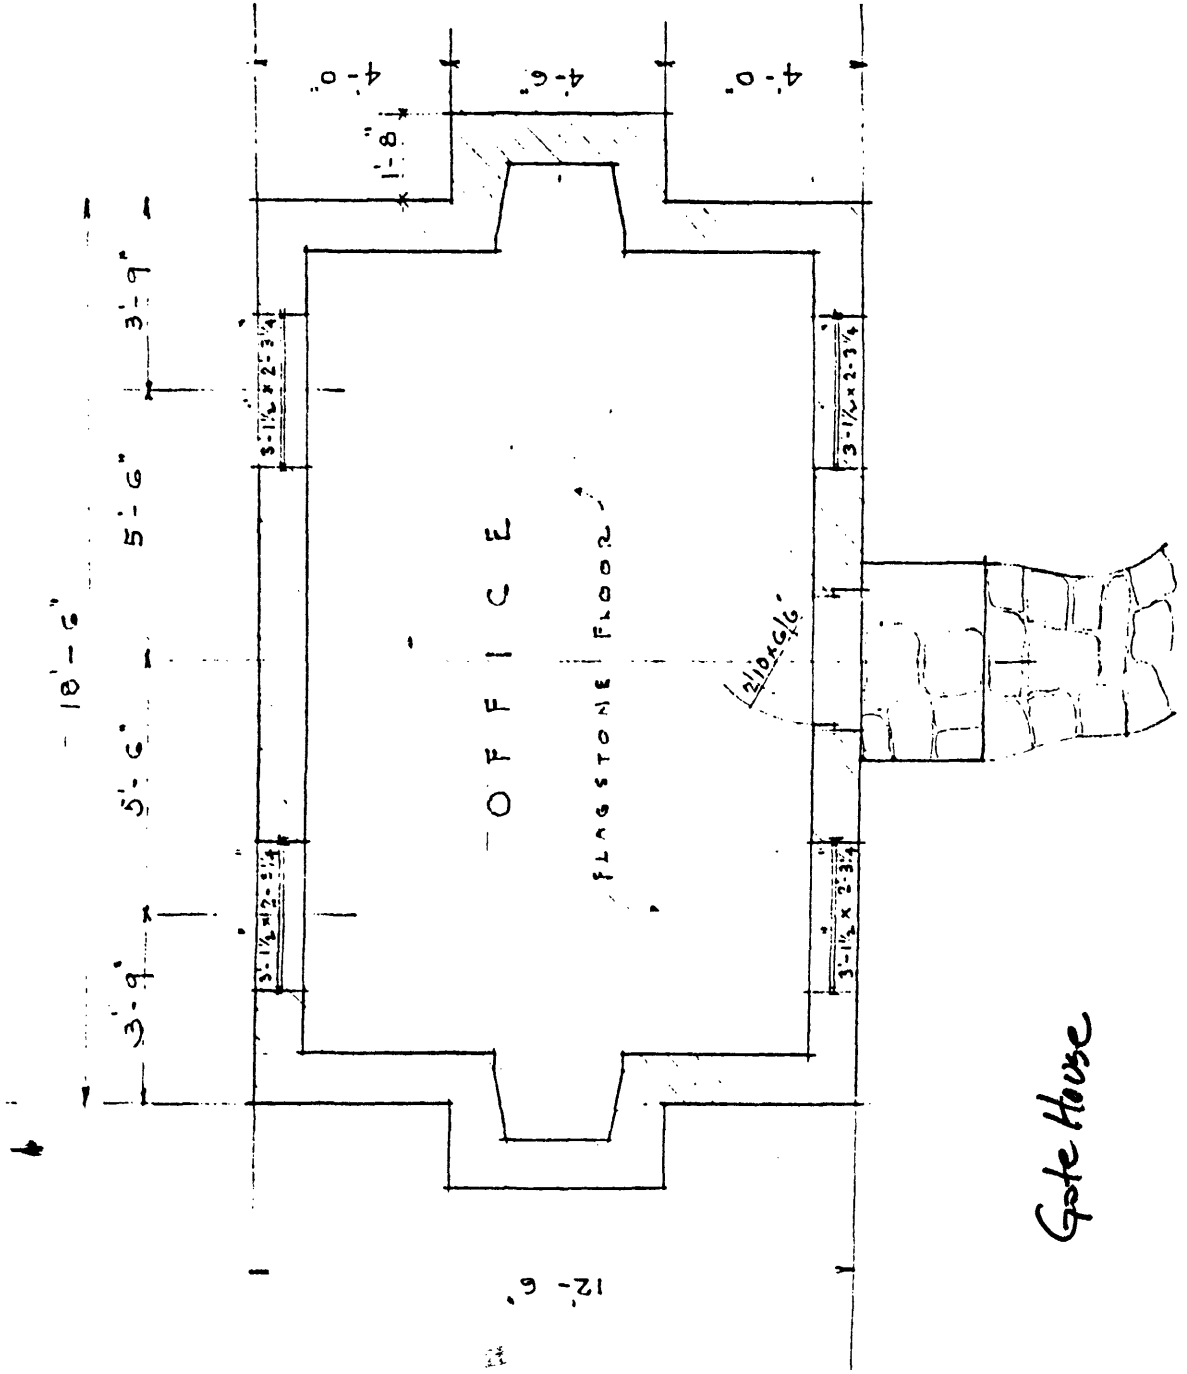 18'-6"
3'-9"
5'-6"
5'-6"
3'-9"
3'-1½" x 2'-3¼"
3'-1½" x 2'-3¼"
12'-6"
4'-0"
4'-6"
4'-0"
1'-8"
OFFICE
FLAGSTONE FLOOR
2'10x6'6"
3'-1½" x 2'-3¼"
3'-1½" x 2'-3¼"
Gate House